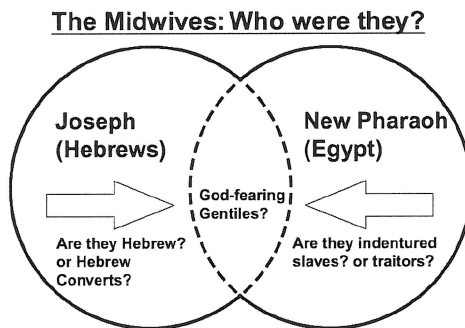 The Midwives: Who were they?
Joseph
(Hebrews)
New Pharaoh
(Egypt)
God-fearing
Gentiles?
Are they Hebrew?
or Hebrew
Converts?
Are they indentured
slaves? or traitors?